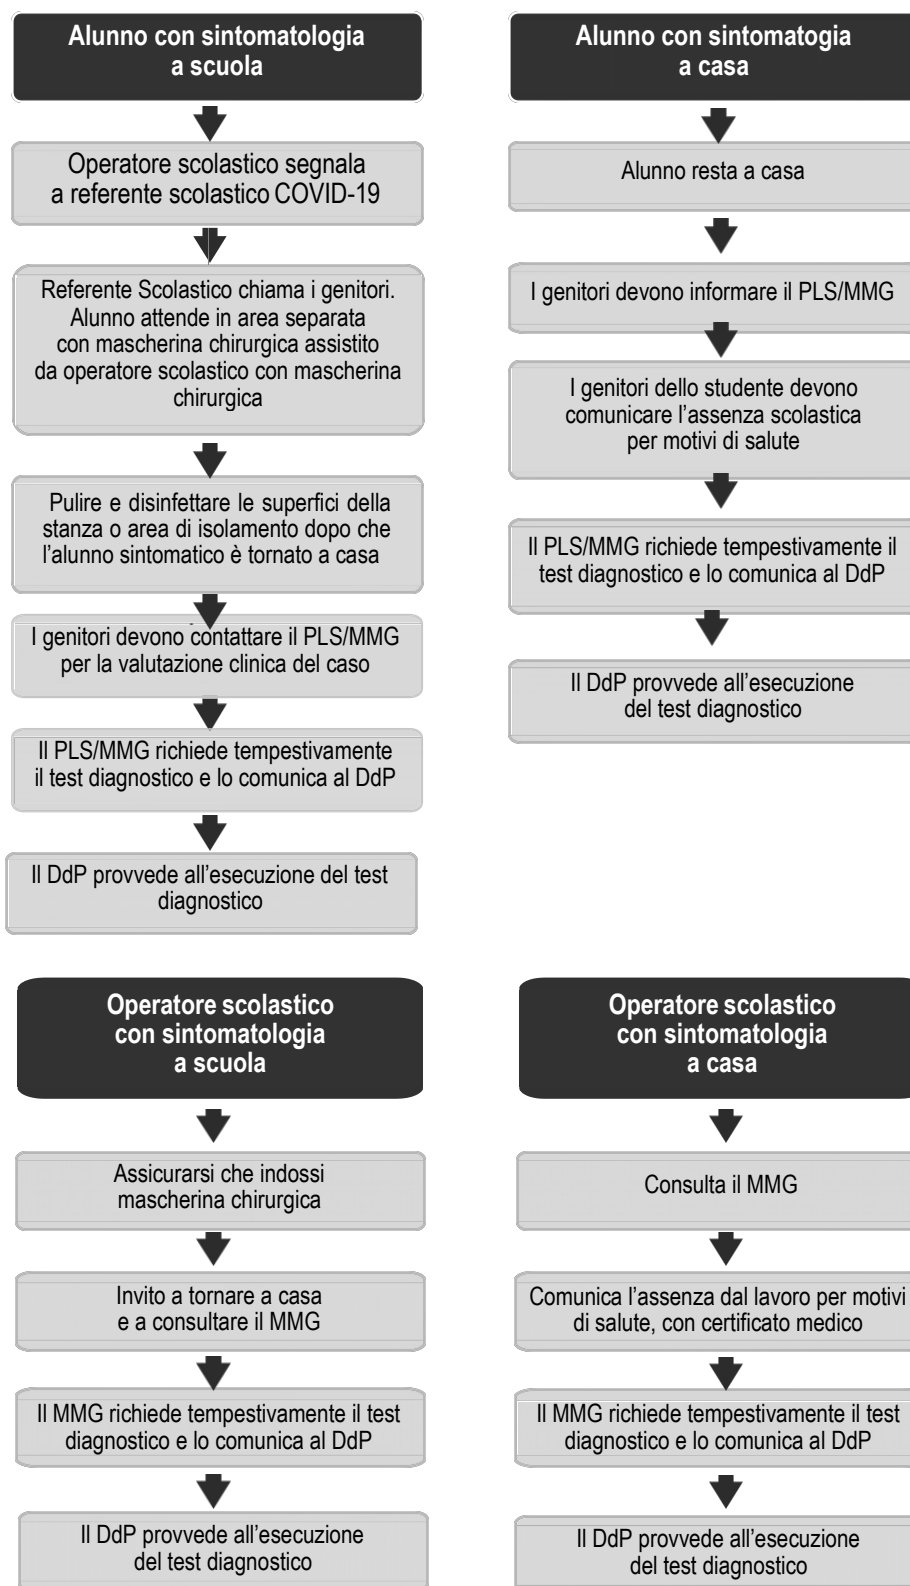 Alunno con sintomatologia
a scuola
Operatore scolastico segnala
a referente scolastico COVID-19
Referente Scolastico chiama i genitori.
Alunno attende in area separata
con mascherina chirurgica assistito
da operatore scolastico con mascherina
chirurgica
Pulire e disinfettare le superfici della
stanza o area di isolamento dopo che
l’alunno sintomatico è tornato a casa
I genitori devono contattare il PLS/MMG
per la valutazione clinica del caso
Il PLS/MMG richiede tempestivamente
il test diagnostico e lo comunica al DdP
Il DdP provvede all’esecuzione del test
diagnostico
Alunno con sintomatogia
a casa
Alunno resta a casa
I genitori devono informare il PLS/MMG
I genitori dello studente devono
comunicare l’assenza scolastica
per motivi di salute
Il PLS/MMG richiede tempestivamente il
test diagnostico e lo comunica al DdP
Il DdP provvede all’esecuzione
del test diagnostico
Operatore scolastico
con sintomatologia
a scuola
Assicurarsi che indossi
mascherina chirurgica
Invito a tornare a casa
e a consultare il MMG
Il MMG richiede tempestivamente il test
diagnostico e lo comunica al DdP
Il DdP provvede all’esecuzione
del test diagnostico
Operatore scolastico
con sintomatologia
a casa
Consulta il MMG
Comunica l’assenza dal lavoro per motivi
di salute, con certificato medico
Il MMG richiede tempestivamente il test
diagnostico e lo comunica al DdP
Il DdP provvede all’esecuzione
del test diagnostico